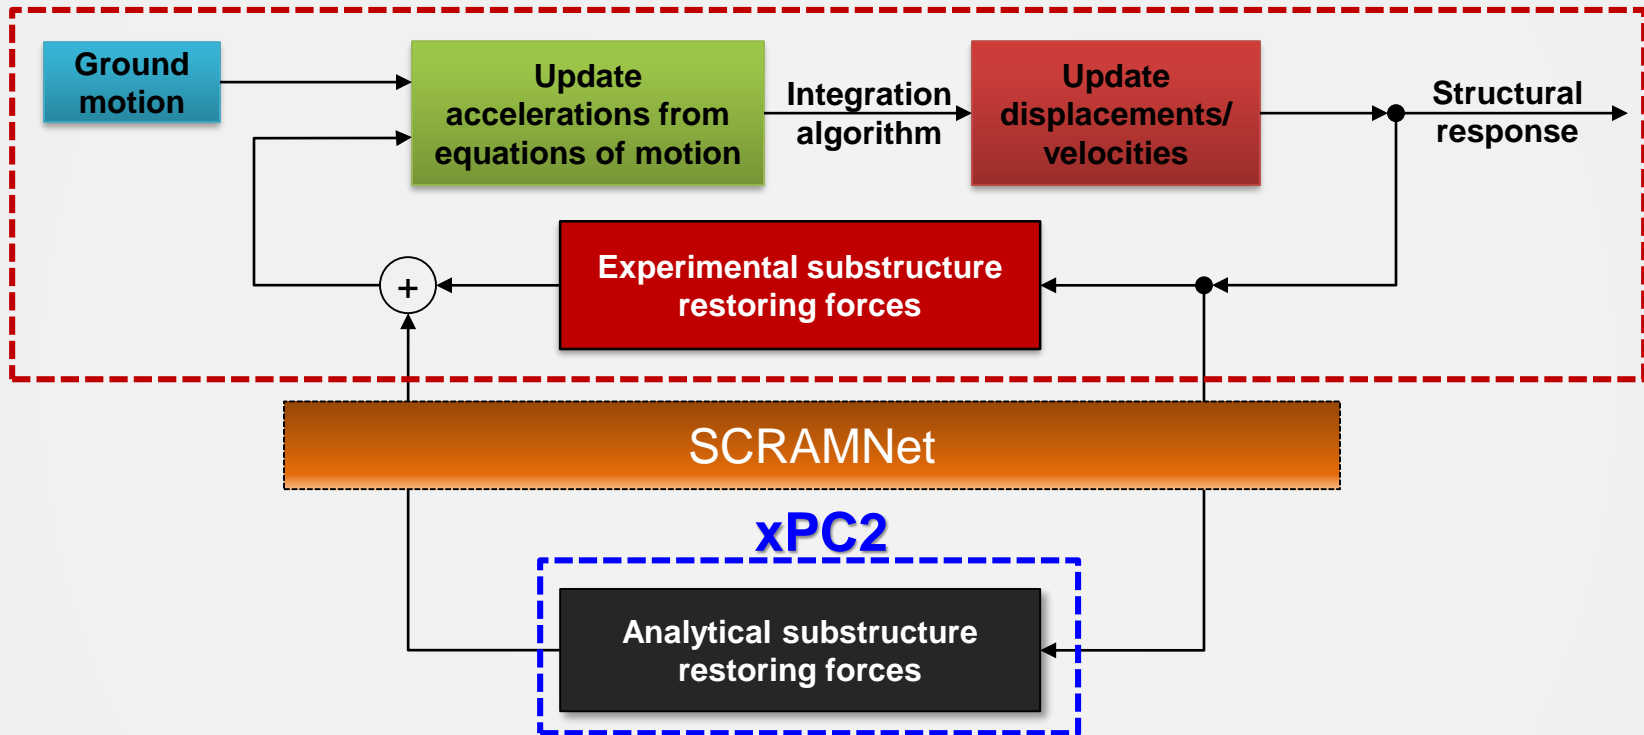 Ground
motion
Update
accelerations from
equations of motion
Integration
algorithm
Update
displacements/
velocities
Structural
response
Experimental substructure
restoring forces
+
SCRAMNet
xPC2
Analytical substructure
restoring forces